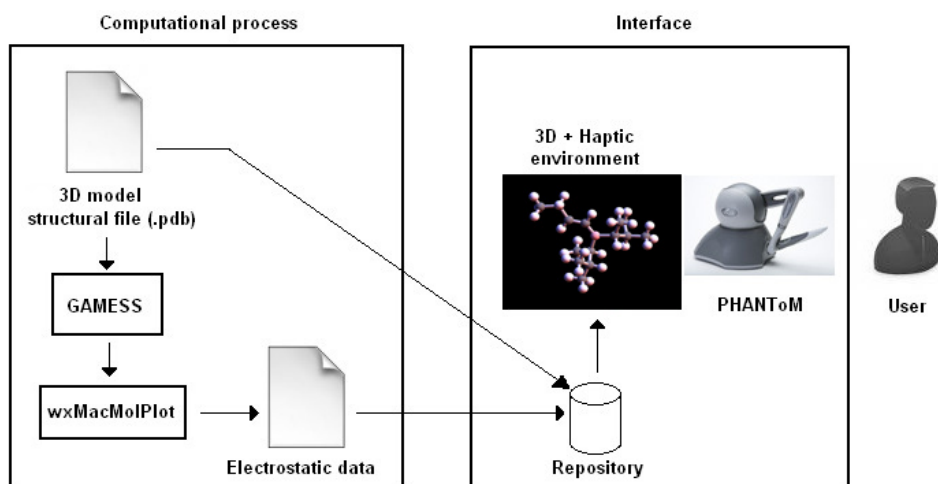 Computational process
Interface
3D model
structural file (.pdb)
GAMESS
wxMacMolPlot
Electrostatic data
3D + Haptic
environment
PHANToM
User
Repository